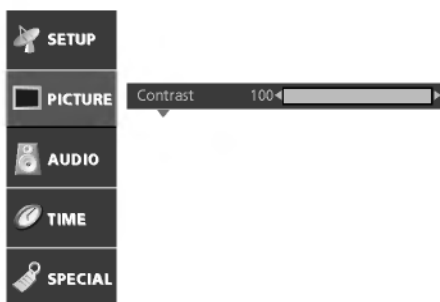 SETUP
PICTURE
Contrast 100
AUDIO
TIME
SPECIAL